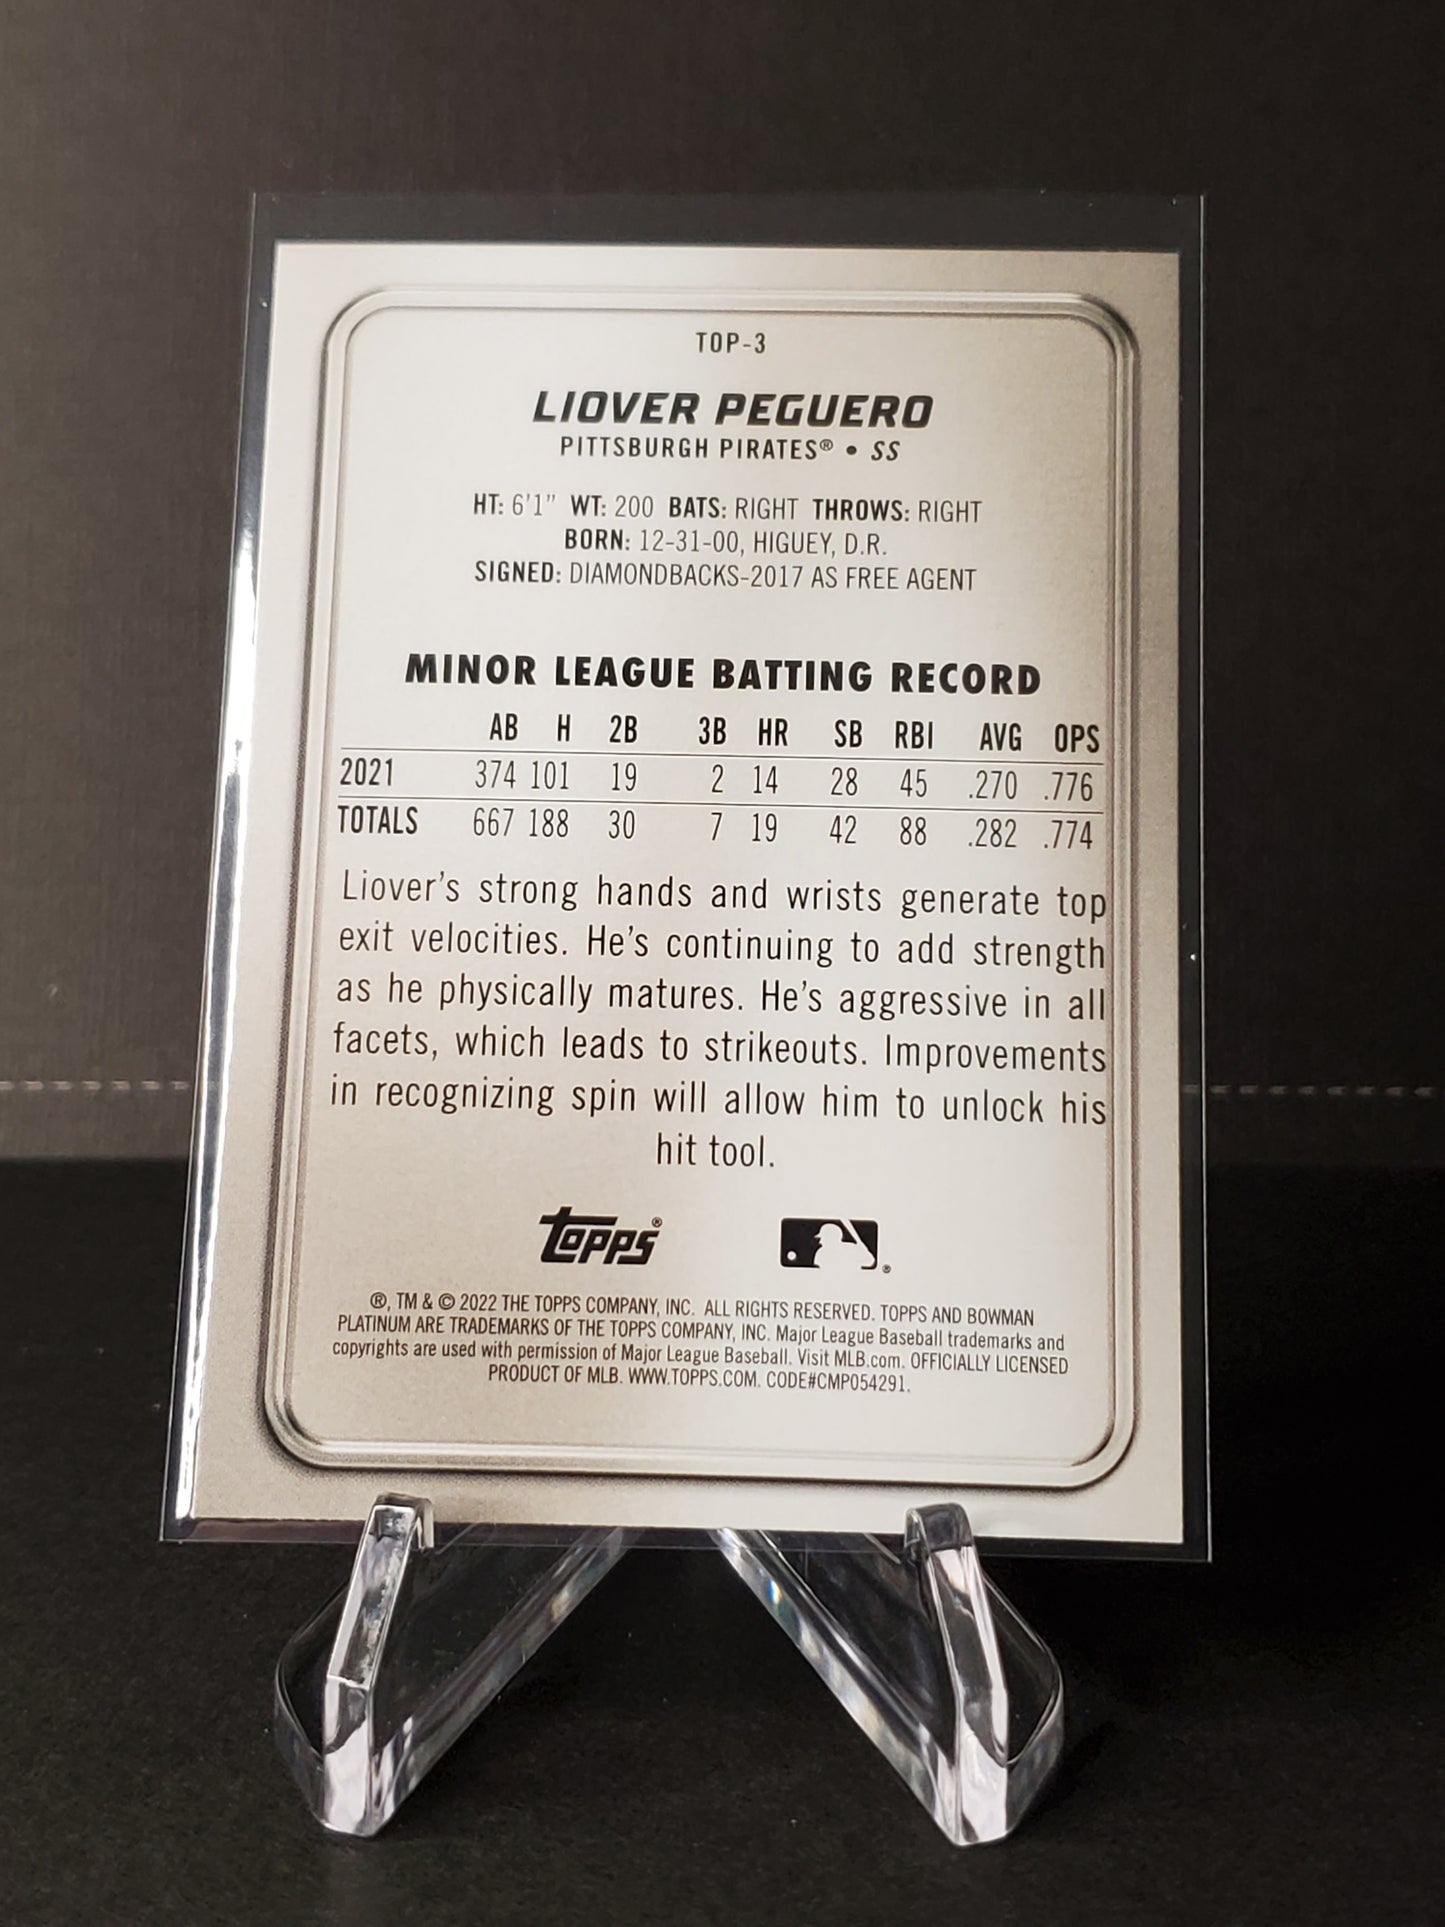 TOP-3
LIOVER PEGUERO
PITTSBURGH PIRATES® • SS
HT: 6'1” WT: 200 BATS: RIGHT THROWS: RIGHT
BORN: 12-31-00, HIGUEY, D.R.
SIGNED: DIAMONDBACKS-2017 AS FREE AGENT
MINOR LEAGUE BATTING RECORD
AB H 2B 3B HR SB RBI AVG OPS
2021 374 101 19 2 14 28 45 .270 .776
TOTALS 667 188 30 7 19 42 88 .282 .774
Liover's strong hands and wrists generate top
exit velocities. He's continuing to add strength
as he physically matures. He's aggressive in all
facets, which leads to strikeouts. Improvements
in recognizing spin will allow him to unlock his
hit tool.
topps® ®
®, TM & © 2022 THE TOPPS COMPANY, INC. ALL RIGHTS RESERVED. TOPPS AND BOWMAN
PLATINUM ARE TRADEMARKS OF THE TOPPS COMPANY, INC. Major League Baseball trademarks and
copyrights are used with permission of Major League Baseball. Visit MLB.com. OFFICIALLY LICENSED
PRODUCT OF MLB. WWW.TOPPS.COM. CODE#CMP054291.